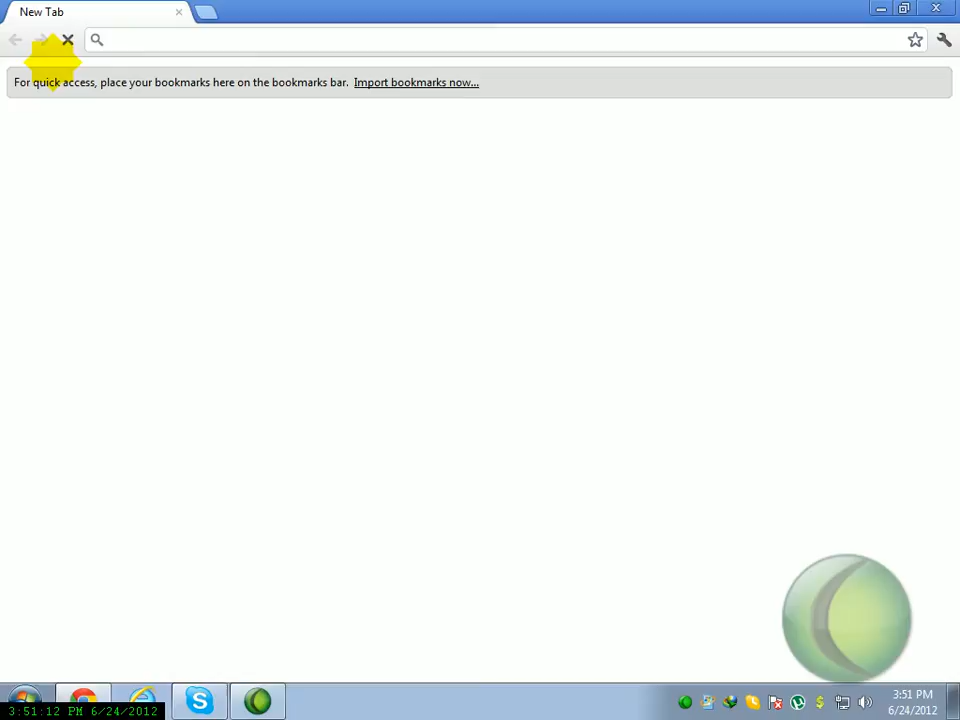 New Tab
For quick access, place your bookmarks here on the bookmarks bar. Import bookmarks now...
3:51 PM
6/24/2012
3:51:12 PM 6/24/2012